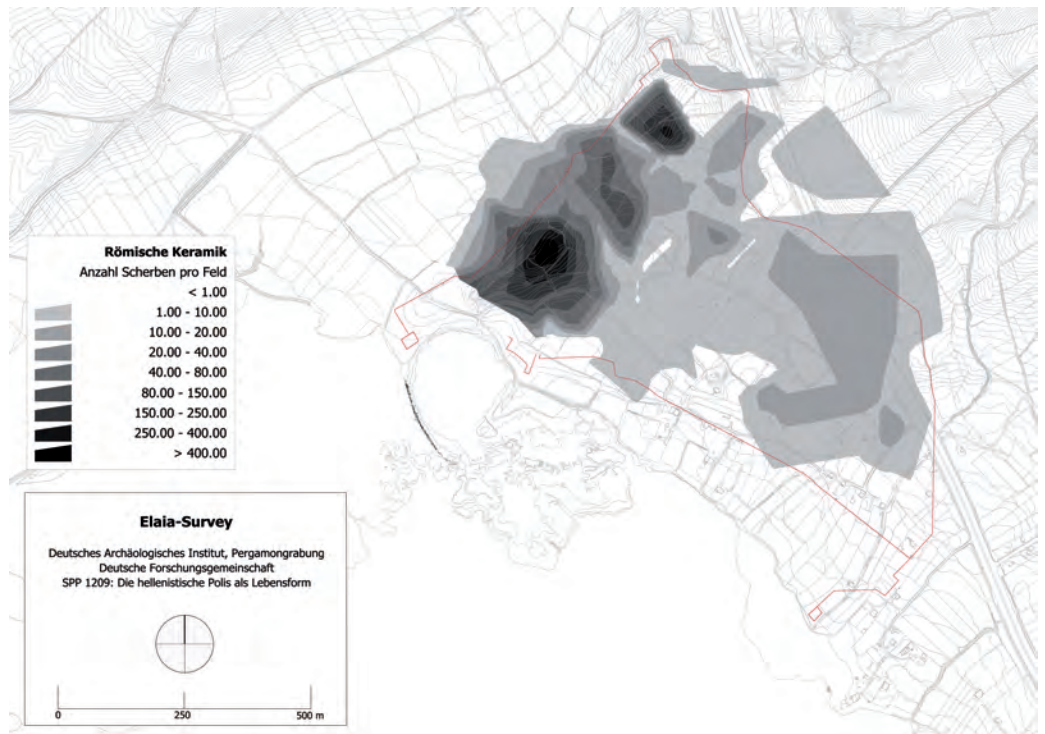 Römische Keramik
Anzahl Scherben pro Feld
< 1.00
1.00 - 10.00
10.00 - 20.00
20.00 - 40.00
40.00 - 80.00
80.00 - 150.00
150.00 - 250.00
250.00 - 400.00
> 400.00
Elaia-Survey
Deutsches Archäologisches Institut, Pergamongrabung
Deutsche Forschungsgemeinschaft
SPP 1209: Die hellenistische Polis als Lebensform
0 250 500 m